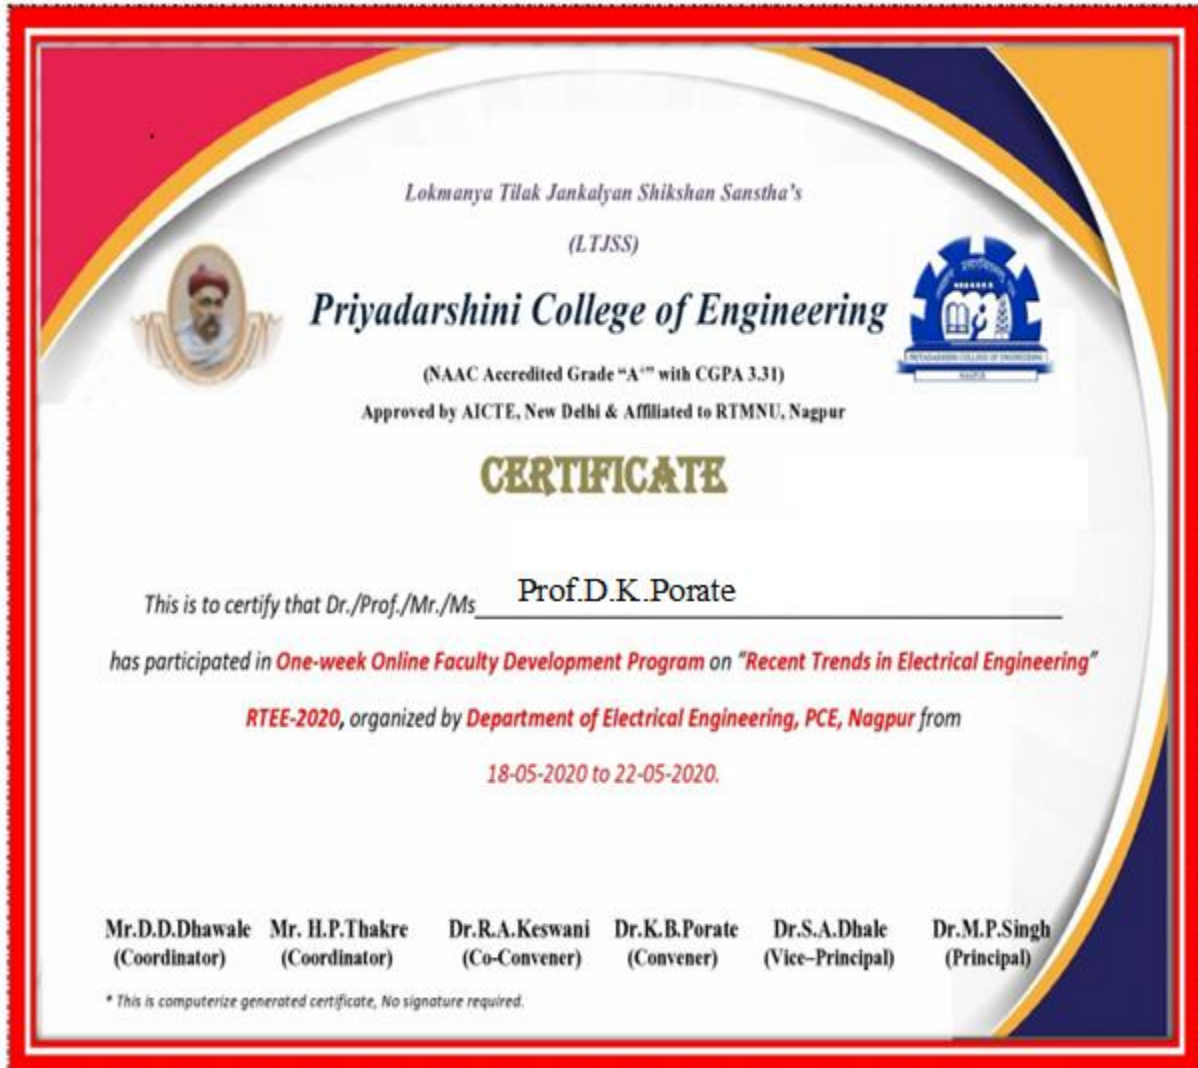 Lokmanya Tilak Jankalyan Shikshan Sanstha's
(LTJSS)
Priyadarshini College of Engineering
(NAAC Accredited Grade “A+” with CGPA 3.31)
Approved by AICTE, New Delhi & Affiliated to RTMNU, Nagpur
PRIYADARSHINI COLLEGE OF ENGINEERING
NAGPUR
CERTIFICATE
This is to certify that Dr./Prof./Mr./Ms Prof.D.K.Porate
has participated in One-week Online Faculty Development Program on “Recent Trends in Electrical Engineering”
RTEE-2020, organized by Department of Electrical Engineering, PCE, Nagpur from
18-05-2020 to 22-05-2020.
Mr.D.D.Dhawale Mr. H.P.Thakre Dr.R.A.Keswani Dr.K.B.Porate Dr.S.A.Dhale Dr.M.P.Singh
(Coordinator) (Coordinator) (Co-Convener) (Convener) (Vice–Principal) (Principal)
* This is computerize generated certificate, No signature required.